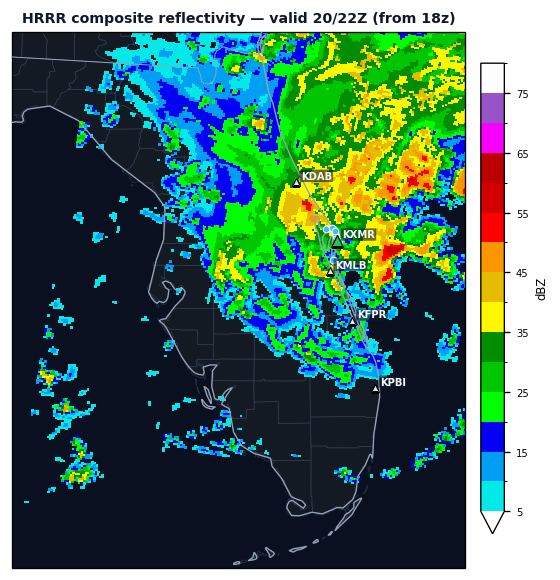 HRRR composite reflectivity — valid 20/22Z (from 18z)
75
65
55
45
35
25
15
5
dBZ
KDAB
KXMR
KMLB
KFPR
KPBI